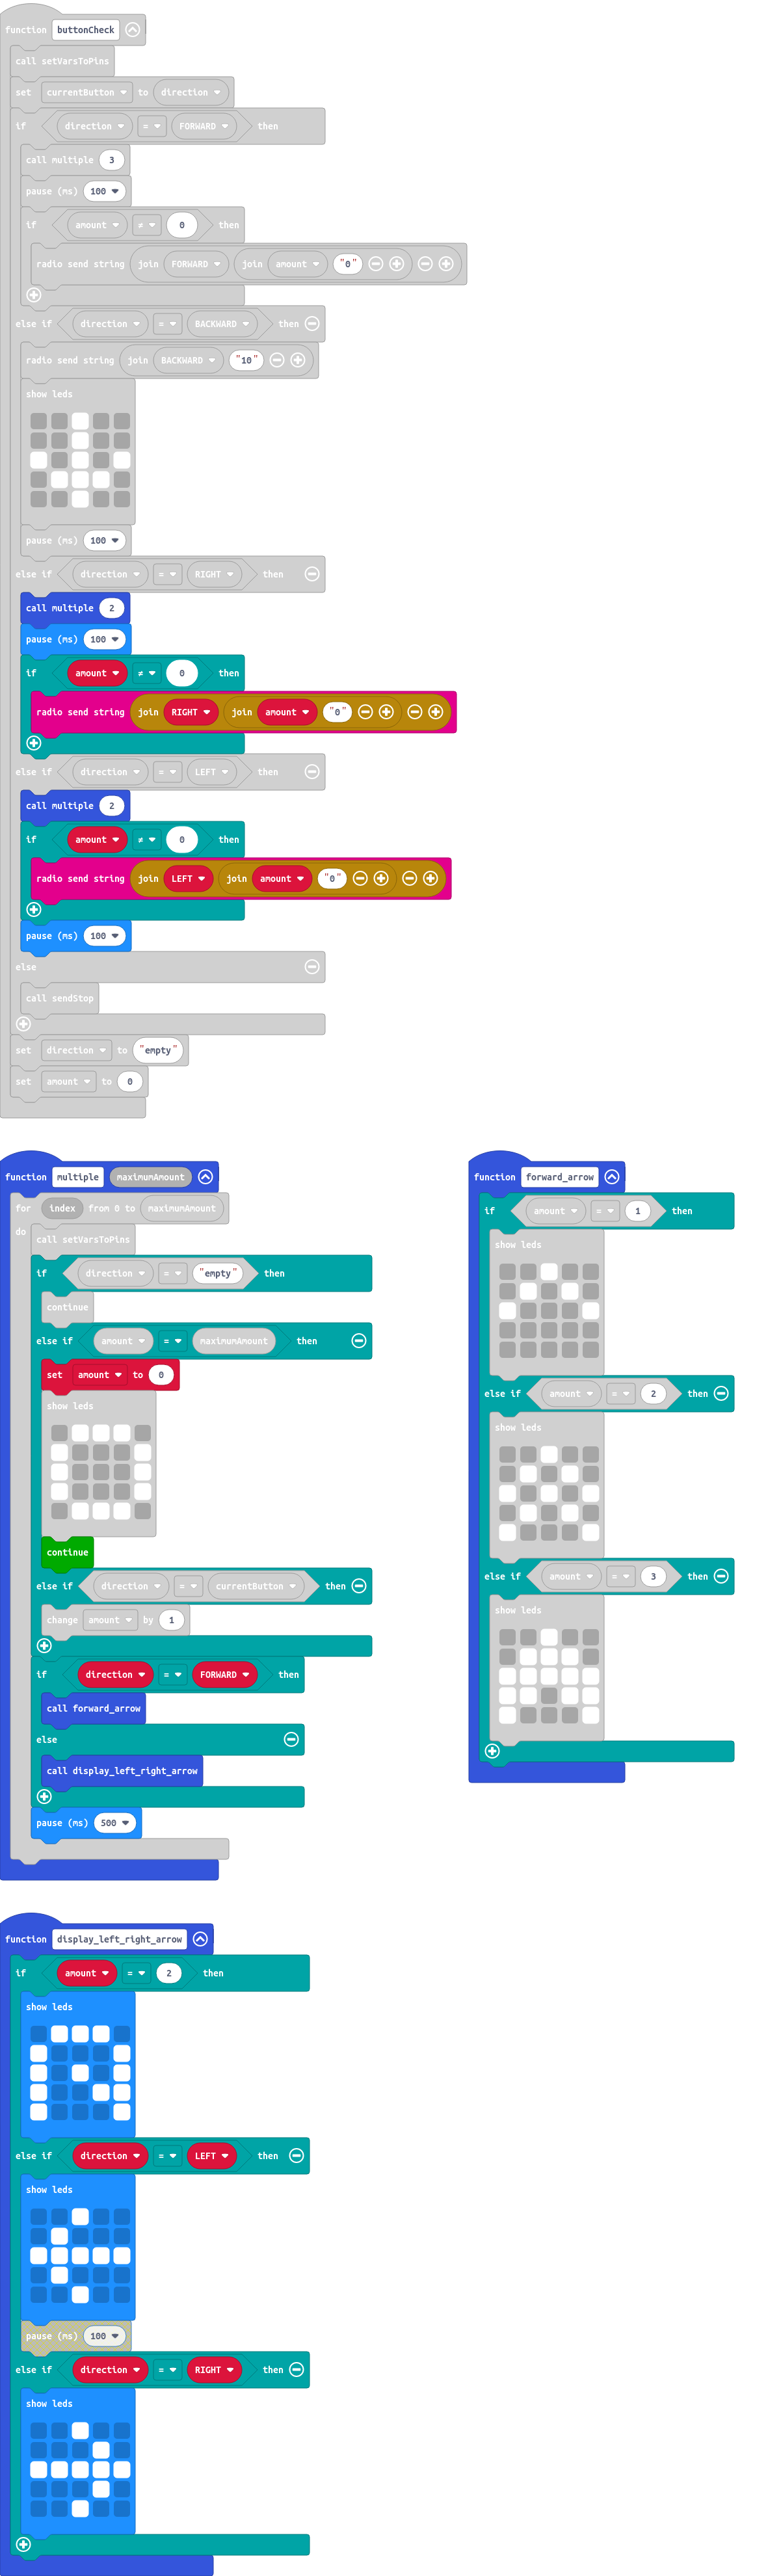 function buttonCheck
call setVarsToPins
set currentButton to direction
if direction = FORWARD then
call multiple 3
pause (ms) 100
if amount ≠ 0 then
radio send string join FORWARD join amount "0"
else if direction = BACKWARD then
radio send string join BACKWARD "10"
show leds
pause (ms) 100
else if direction = RIGHT then
call multiple 2
pause (ms) 100
if amount ≠ 0 then
radio send string join RIGHT join amount "0"
else if direction = LEFT then
call multiple 2
if amount ≠ 0 then
radio send string join LEFT join amount "0"
pause (ms) 100
else
call sendStop
set direction to "empty"
set amount to 0
function multiple maximumAmount
for index from 0 to maximumAmount
do
call setVarsToPins
if direction = "empty" then
continue
else if amount = maximumAmount then
set amount to 0
show leds
continue
else if direction = currentButton then
change amount by 1
if direction = FORWARD then
call forward_arrow
else
call display_left_right_arrow
pause (ms) 500
function forward_arrow
if amount = 1 then
show leds
else if amount = 2 then
show leds
else if amount = 3 then
show leds
function display_left_right_arrow
if amount = 2 then
show leds
else if direction = LEFT then
show leds
pause (ms) 100
else if direction = RIGHT then
show leds